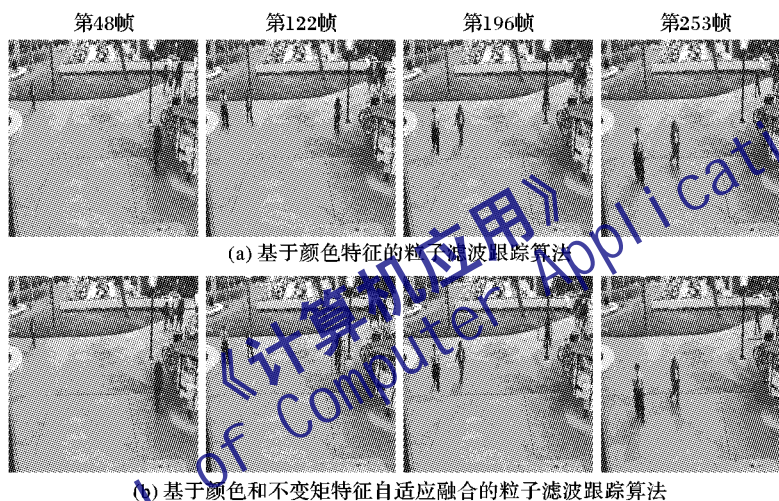 第48帧 第122帧 第196帧 第253帧
(a) 基于颜色特征的粒子滤波跟踪算法
《计算机应用》
of Computer Applicati
(b) 基于颜色和不变矩特征自适应融合的粒子滤波跟踪算法